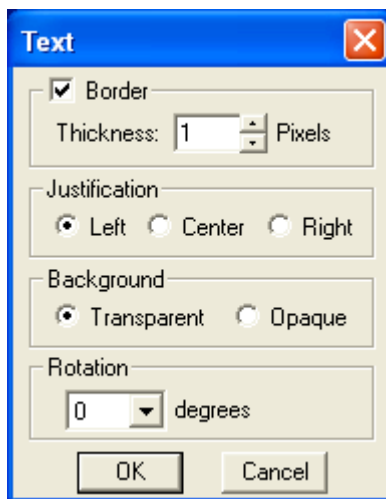 Text
Border
Thickness: 1 Pixels
Justification
Left Center Right
Background
Transparent Opaque
Rotation
0 degrees
OK Cancel